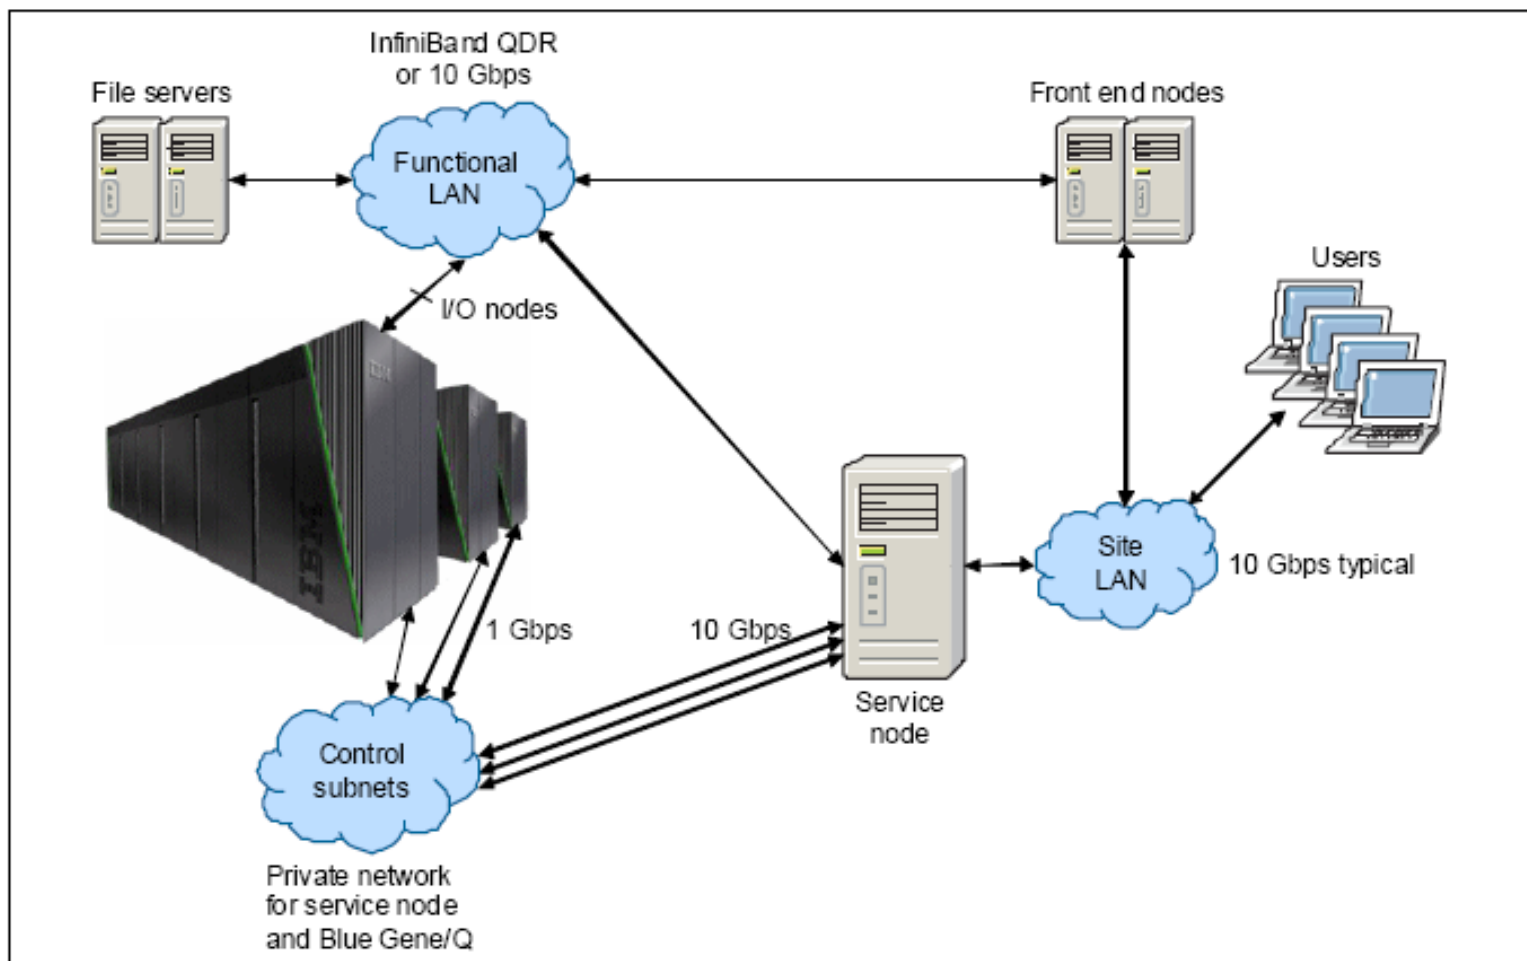 InfiniBand QDR
or 10 Gbps
File servers
Front end nodes
Functional
LAN
Users
I/O nodes
IBM
IBM
Site
LAN
10 Gbps typical
1 Gbps
10 Gbps
Service
node
Control
subnets
Private network
for service node
and Blue Gene/Q